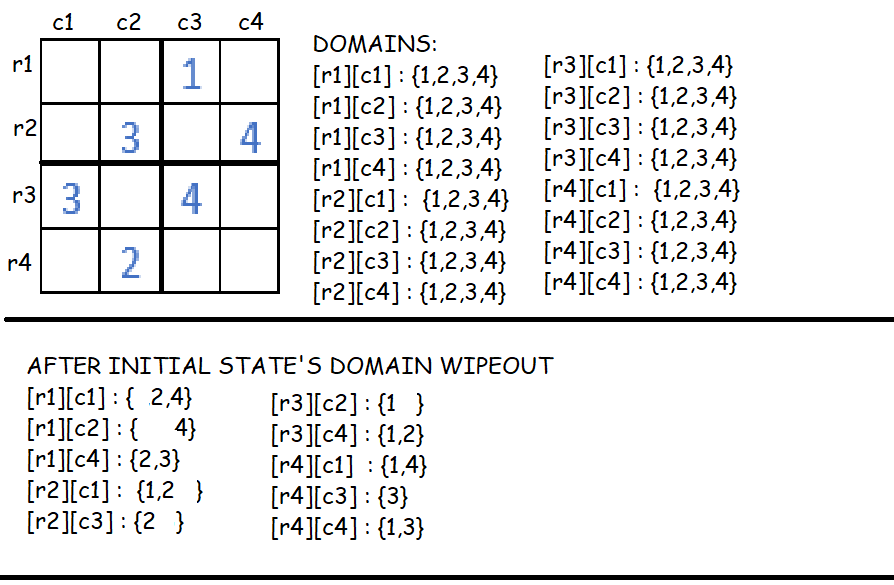 c1 c2 c3 c4
r1 1
r2 3 4
r3 3 4
r4 2
DOMAINS:
[r1][c1] : {1,2,3,4}
[r1][c2] : {1,2,3,4}
[r1][c3] : {1,2,3,4}
[r1][c4] : {1,2,3,4}
[r2][c1] : {1,2,3,4}
[r2][c2] : {1,2,3,4}
[r2][c3] : {1,2,3,4}
[r2][c4] : {1,2,3,4}
[r3][c1] : {1,2,3,4}
[r3][c2] : {1,2,3,4}
[r3][c3] : {1,2,3,4}
[r3][c4] : {1,2,3,4}
[r4][c1] : {1,2,3,4}
[r4][c2] : {1,2,3,4}
[r4][c3] : {1,2,3,4}
[r4][c4] : {1,2,3,4}
AFTER INITIAL STATE'S DOMAIN WIPEOUT
[r1][c1] : { 2,4}
[r1][c2] : { 4}
[r1][c4] : {2,3}
[r2][c1] : {1,2 }
[r2][c3] : {2 }
[r3][c2] : {1 }
[r3][c4] : {1,2}
[r4][c1] : {1,4}
[r4][c3] : {3}
[r4][c4] : {1,3}